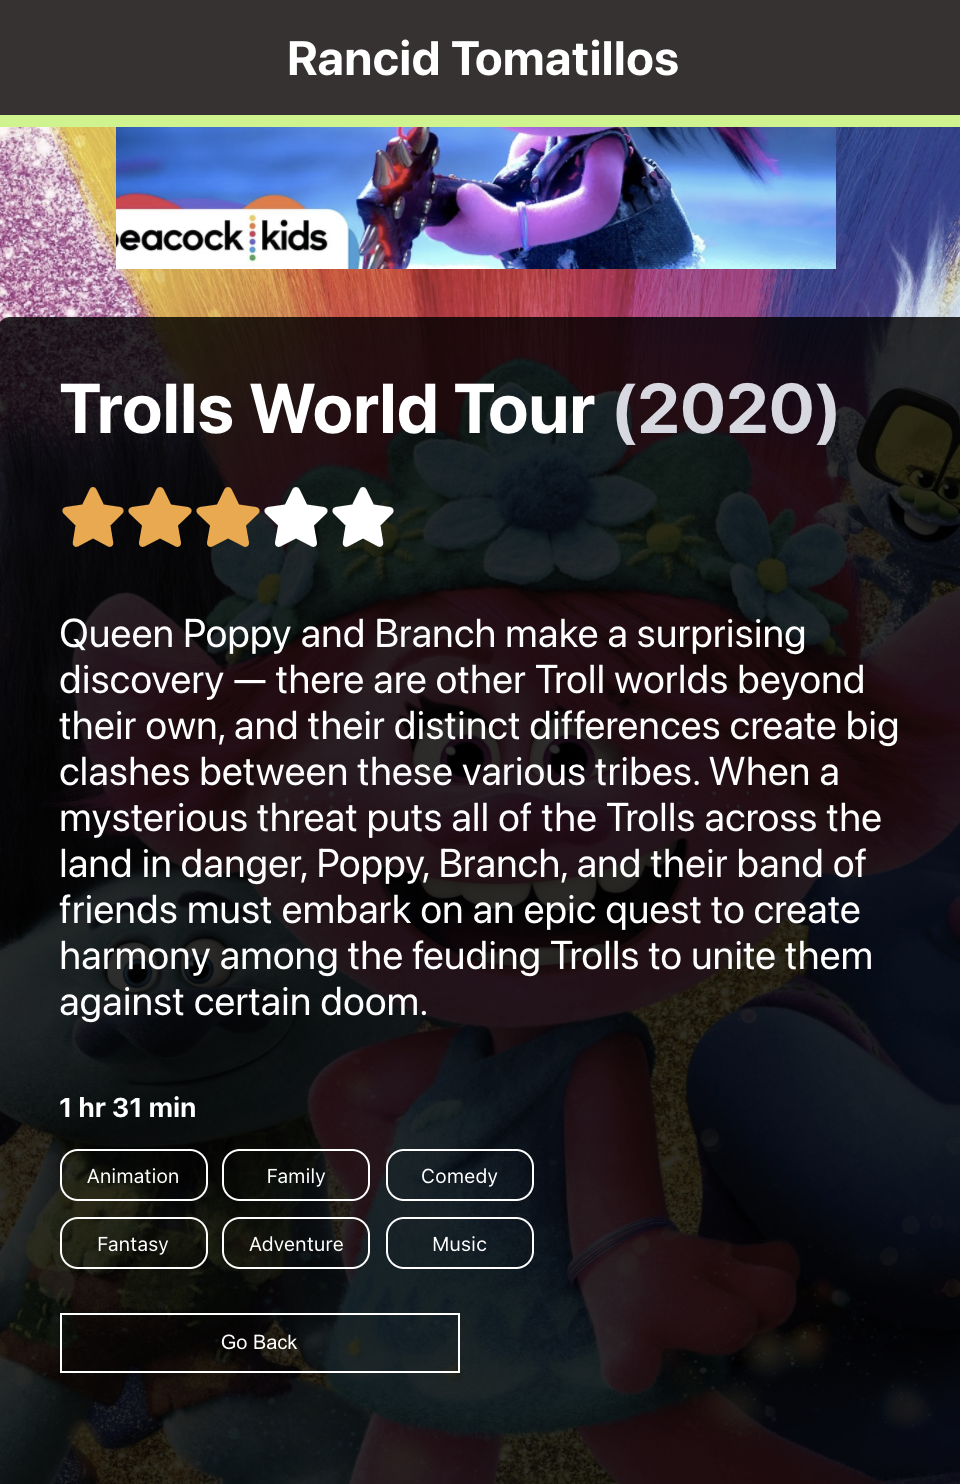 Rancid Tomatillos
peacock kids
Trolls World Tour (2020)
Queen Poppy and Branch make a surprising
discovery — there are other Troll worlds beyond
their own, and their distinct differences create big
clashes between these various tribes. When a
mysterious threat puts all of the Trolls across the
land in danger, Poppy, Branch, and their band of
friends must embark on an epic quest to create
harmony among the feuding Trolls to unite them
against certain doom.
1 hr 31 min
Animation Family Comedy
Fantasy Adventure Music
Go Back